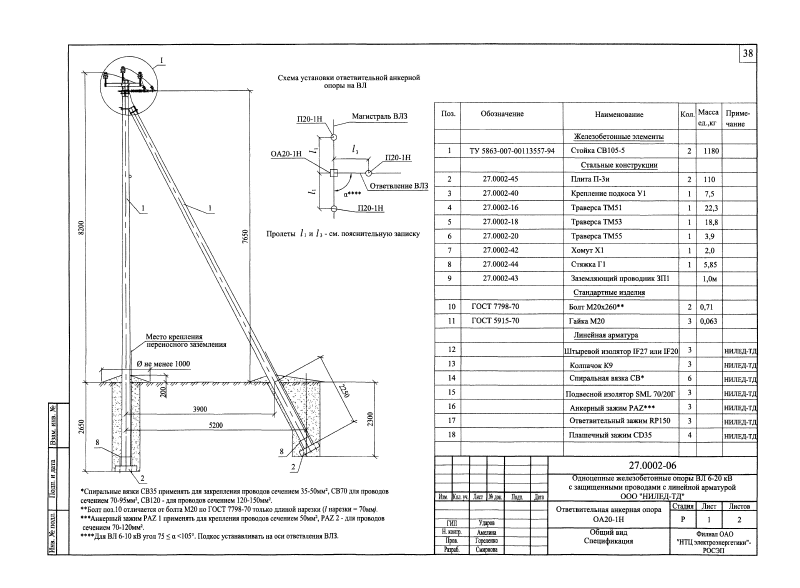 38
1
Схема установки ответвительной анкерной
опоры на ВЛ
П20-1Н
Магистраль ВЛЗ
l₁
l₃
ОА20-1Н
П20-1Н
Ответвление ВЛЗ
l₁
α****
П20-1Н
Пролеты l₁ и l₃ - см. пояснительную записку
8200
7650
1
1
Место крепления
переносного заземления
Ø не менее 1000
200
3900
5200
2650
2250
2300
8
8
2
2
*Спиральные вязки СВ35 применять для закрепления проводов сечением 35-50мм², СВ70 для проводов
сечением 70-95мм², СВ120 - для проводов сечением 120-150мм².
**Болт поз.10 отличается от болта М20 по ГОСТ 7798-70 только длиной нарезки (l нарезки = 70мм).
***Анкерный зажим PAZ 1 применять для крепления проводов сечением 50мм², PAZ 2 - для проводов
сечением 70-120мм².
****Для ВЛ 6-10 кВ угол 75 ≤ α <105°. Подкос устанавливать на оси отвствления ВЛЗ.
Поз. Обозначение Наименование Кол. Масса ед.,кг Приме-чание
Железобетонные элементы
1 ТУ 5863-007-00113557-94 Стойка СВ105-5 2 1180
Стальные конструкции
2 27.0002-45 Плита П-3и 2 110
3 27.0002-40 Крепление подкоса У1 1 7,5
4 27.0002-16 Траверса ТМ51 1 22,3
5 27.0002-18 Траверса ТМ53 1 18,8
6 27.0002-20 Траверса ТМ55 1 3,9
7 27.0002-42 Хомут Х1 1 2,0
8 27.0002-44 Стяжка Г1 1 5,85
9 27.0002-43 Заземляющий проводник ЗП1 1,0м
Стандартные изделия
10 ГОСТ 7798-70 Болт М20х260** 2 0,71
11 ГОСТ 5915-70 Гайка М20 3 0,063
Линейная арматура
12 Штыревой изолятор IF27 или IF20 3 НИЛЕД-ТД
13 Колпачок К9 3 НИЛЕД-ТД
14 Спиральная вязка СВ* 6 НИЛЕД-ТД
15 Подвесной изолятор SML 70/20Г 3 НИЛЕД-ТД
16 Анкерный зажим PAZ*** 3 НИЛЕД-ТД
17 Ответвительный зажим RP150 3 НИЛЕД-ТД
18 Плашечный зажим CD35 4 НИЛЕД-ТД
27.0002-06
Одноцепные железобетонные опоры ВЛ 6-20 кВ
с защищенными проводами с линейной арматурой
ООО "НИЛЕД-ТД"
Изм. Кол. уч. Лист № док. Подп. Дата
Ответвительная анкерная опора
ОА20-1Н
Стадия Лист Листов
Р 1 2
ГИП Ударов
Н. контр. Амелина
Пров. Гореленко
Разраб. Смирнова
Общий вид
Спецификация
Филиал ОАО
"НТЦ электроэнергетики"-
РОСЭП
Взам. инв. №
Подп. и дата
Инв.№ подл.